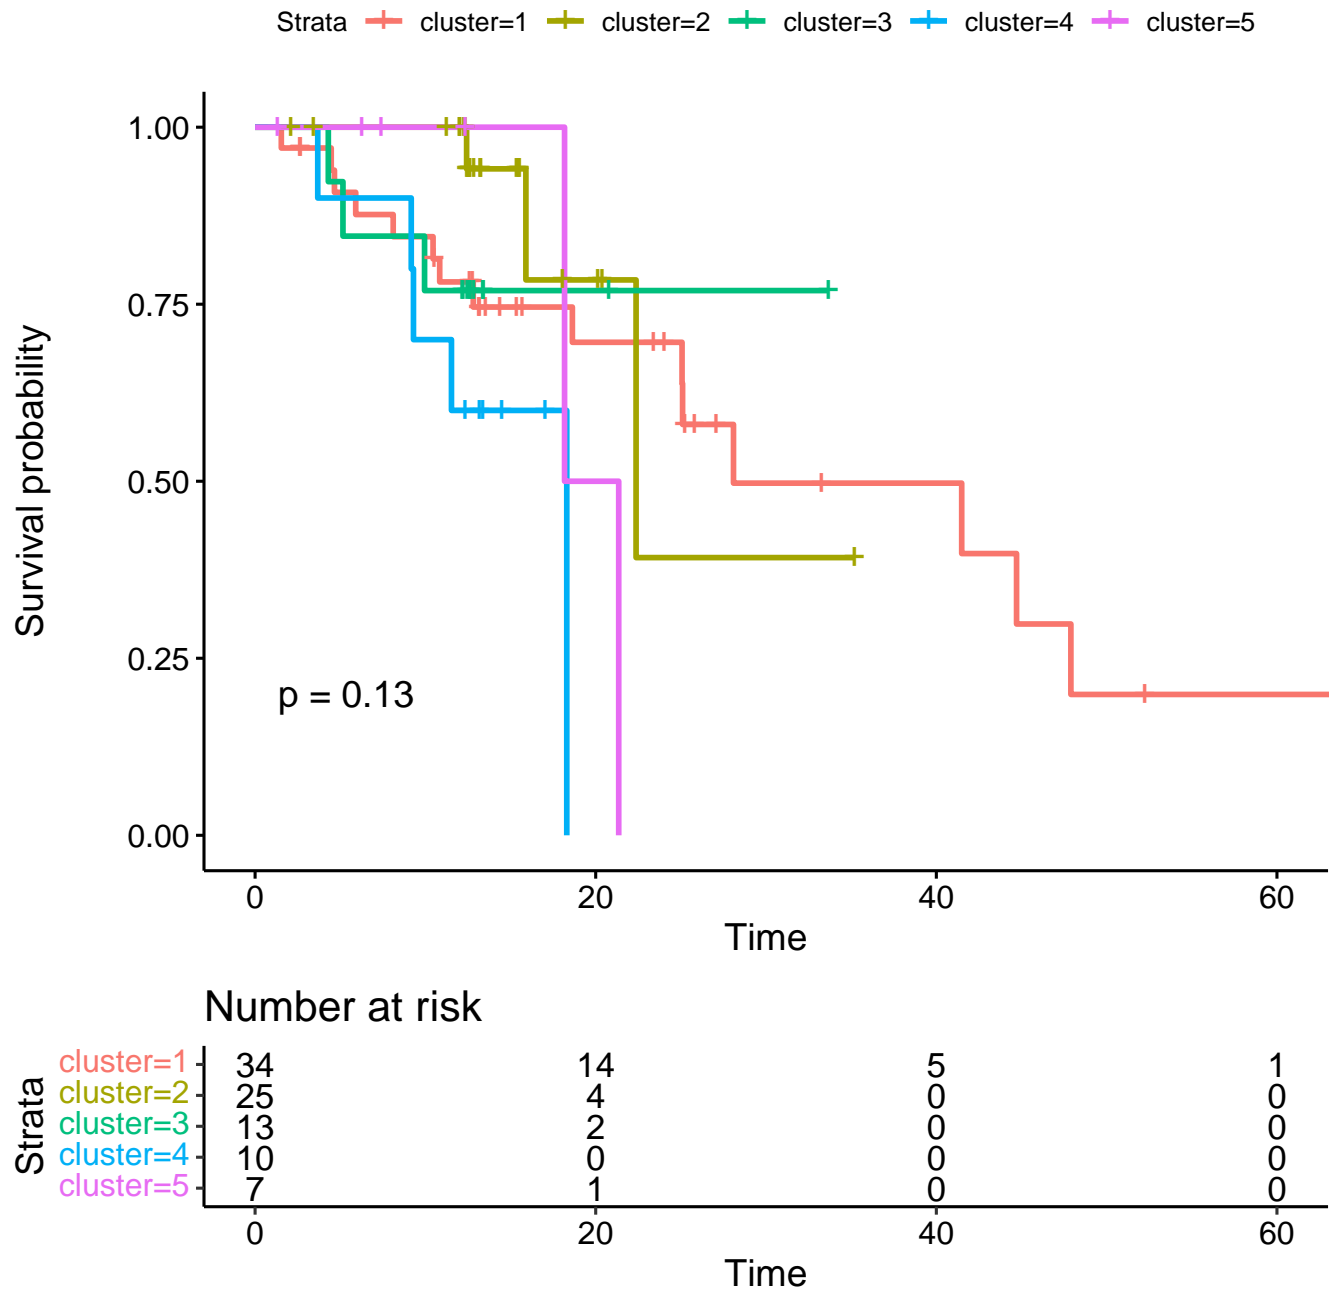 Strata cluster=1 cluster=2 cluster=3 cluster=4 cluster=5
Survival probability
1.00
0.75
0.50
0.25
0.00
p = 0.13
0 20 40 60
Time
Number at risk
Strata
cluster=1 34 14 5 1
cluster=2 25 4 0 0
cluster=3 13 2 0 0
cluster=4 10 0 0 0
cluster=5 7 1 0 0
0 20 40 60
Time